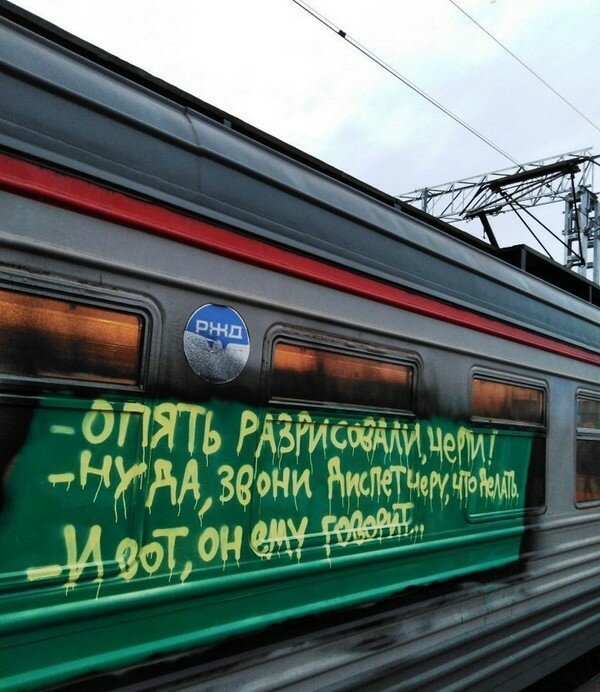 РЖД
-ОПЯТЬ РАЗРИСОВАЛИ, ЧЕРТИ!
-НУ ДА, ЗВОНИ ДИСПЕТЧЕРУ, ЧТО ДЕЛАТЬ.
-И ВОТ, ОН ЕМУ ГОВОРИТ...